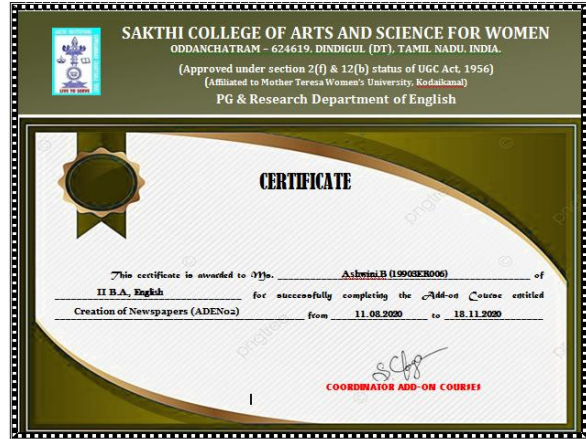 SAKTHI COLLEGE OF ARTS AND SCIENCE FOR WOMEN
ODDANCHATRAM – 624619. DINDIGUL (DT), TAMIL NADU. INDIA.
(Approved under section 2(f) & 12(b) status of UGC Act, 1956)
(Affiliated to Mother Teresa Women's University, Kodaikanal)
PG & Research Department of English
LIVE TO SERVE
CERTIFICATE
This certificate is awarded to Ms. Ashwini.B (19903ER006) of
II B.A., English for successfully completing the Add-on Course entitled
Creation of Newspapers (ADEN02) from 11.08.2020 to 18.11.2020
COORDINATOR ADD-ON COURSES